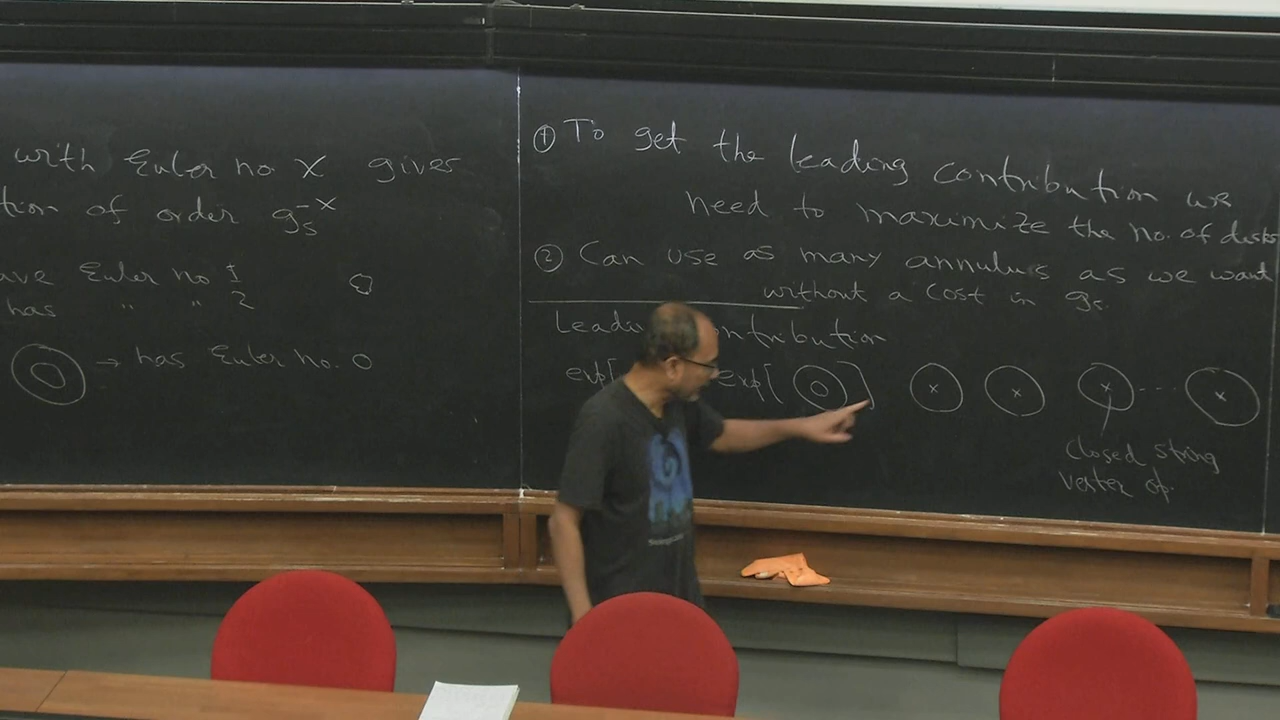 with Euler no χ gives
tion of order gs^-χ
ave Euler no 1
has " " 2
→ has Euler no. 0
① To get the leading contribution we
need to maximize the no. of disks
② Can use as many annulus as we want
without a cost in gs
Leadi ntribution
exp[ exp[ ] × × × .... ×
closed string
vertex op.